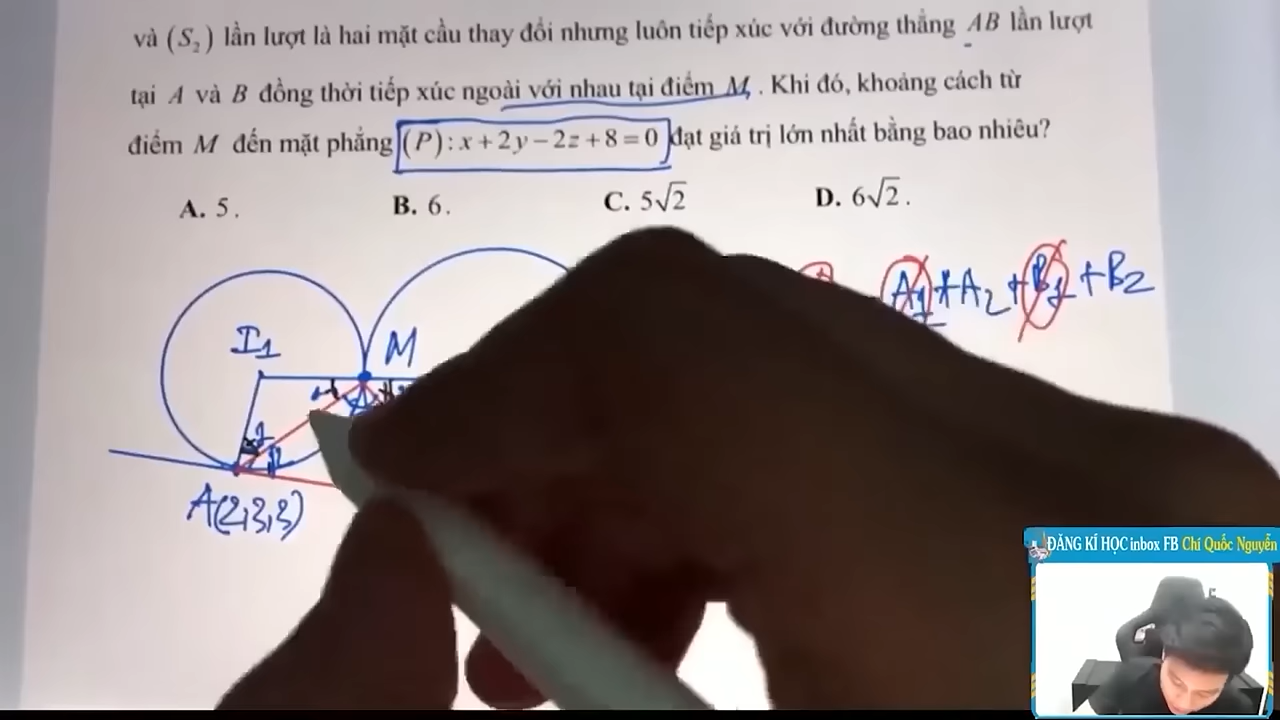 và (S₂) lần lượt là hai mặt cầu thay đổi nhưng luôn tiếp xúc với đường thẳng AB lần lượt
tại A và B đồng thời tiếp xúc ngoài với nhau tại điểm M . Khi đó, khoảng cách từ
điểm M đến mặt phẳng (P): x + 2y − 2z + 8 = 0 đạt giá trị lớn nhất bằng bao nhiêu?
A. 5. B. 6. C. 5√2 D. 6√2.
A₁ + A₂ + B₁ + B₂
I₁ M
A(2,3,3)
ĐĂNG KÍ HỌC inbox FB Chí Quốc Nguyễn